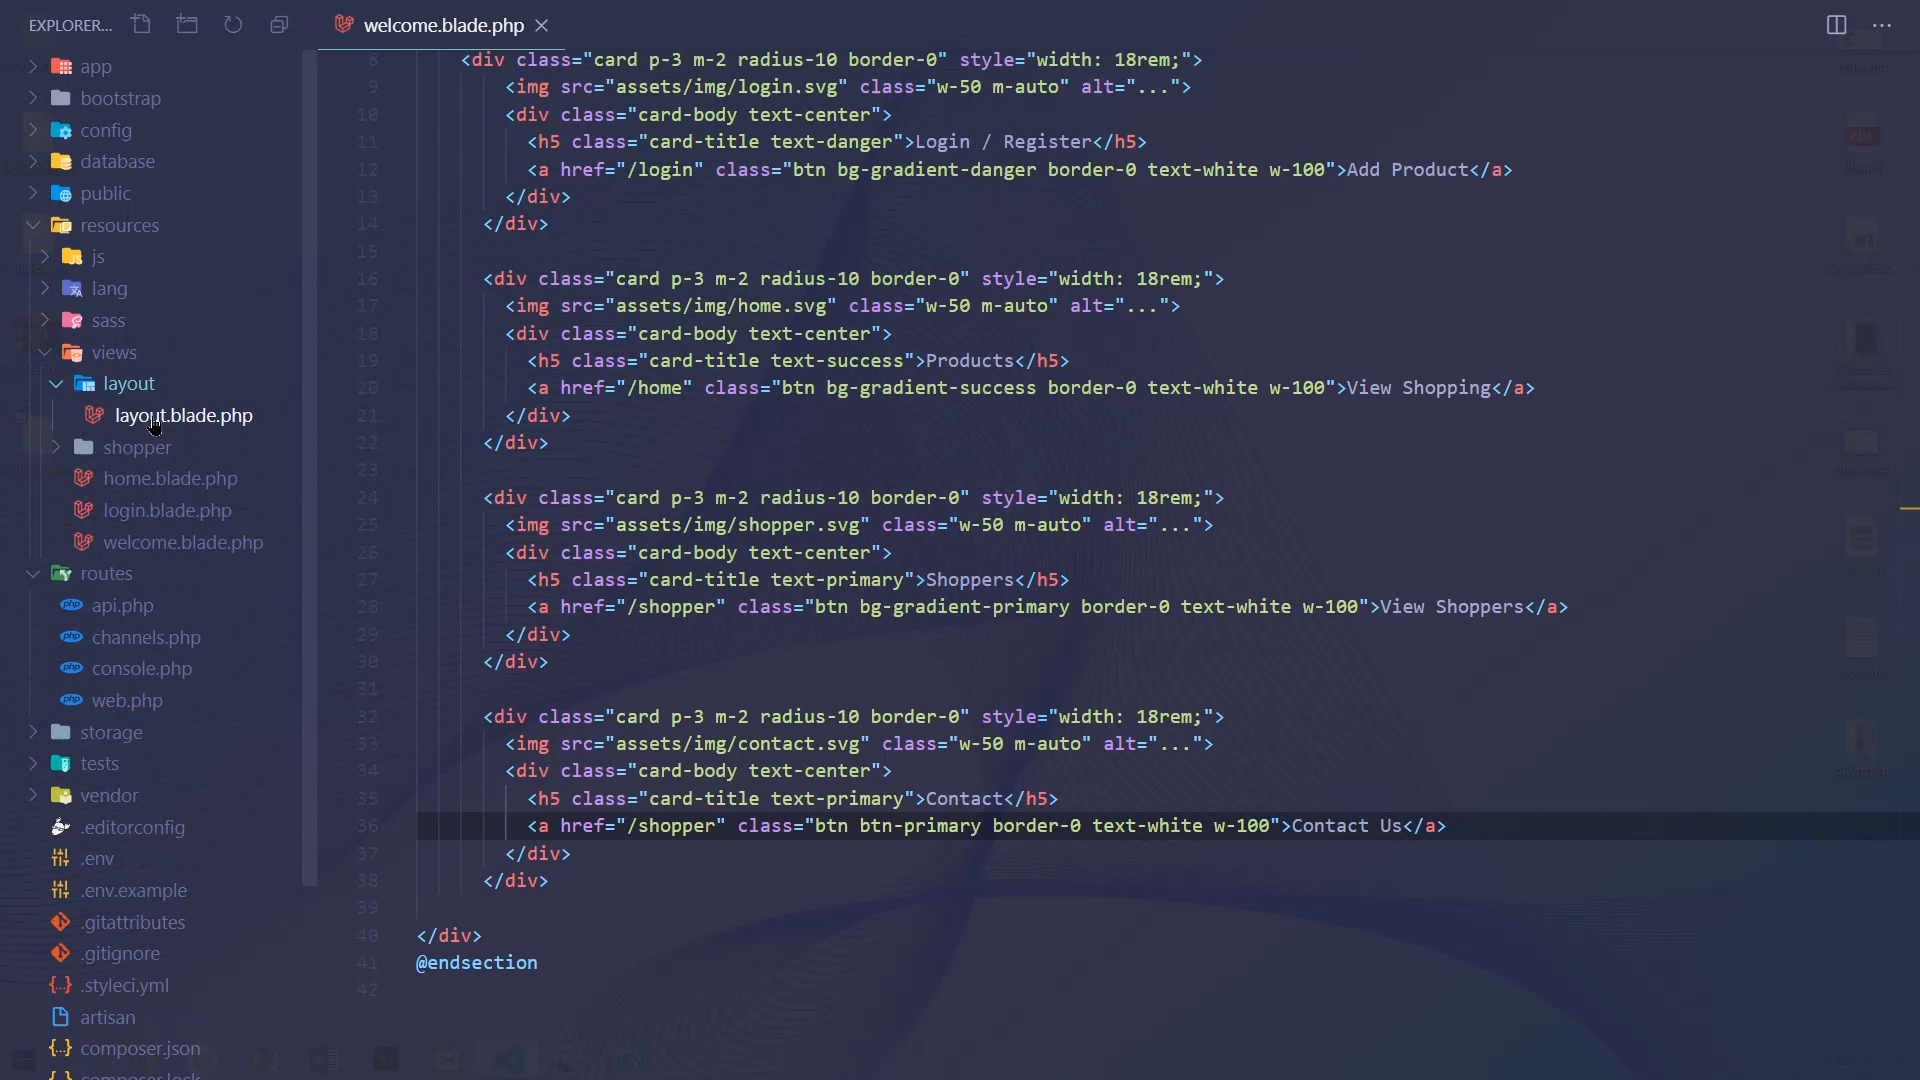 EXPLORER...
welcome.blade.php
app
bootstrap
config
database
public
resources
js
lang
sass
views
layout
layout.blade.php
shopper
home.blade.php
login.blade.php
welcome.blade.php
routes
php api.php
php channels.php
php console.php
php web.php
storage
tests
vendor
.editorconfig
.env
.env.example
.gitattributes
.gitignore
.styleci.yml
artisan
composer.json
composer.lock
8 <div class="card p-3 m-2 radius-10 border-0" style="width: 18rem;">
9 <img src="assets/img/login.svg" class="w-50 m-auto" alt="...">
10 <div class="card-body text-center">
11 <h5 class="card-title text-danger">Login / Register</h5>
12 <a href="/login" class="btn bg-gradient-danger border-0 text-white w-100">Add Product</a>
13 </div>
14 </div>
15
16 <div class="card p-3 m-2 radius-10 border-0" style="width: 18rem;">
17 <img src="assets/img/home.svg" class="w-50 m-auto" alt="...">
18 <div class="card-body text-center">
19 <h5 class="card-title text-success">Products</h5>
20 <a href="/home" class="btn bg-gradient-success border-0 text-white w-100">View Shopping</a>
21 </div>
22 </div>
23
24 <div class="card p-3 m-2 radius-10 border-0" style="width: 18rem;">
25 <img src="assets/img/shopper.svg" class="w-50 m-auto" alt="...">
26 <div class="card-body text-center">
27 <h5 class="card-title text-primary">Shoppers</h5>
28 <a href="/shopper" class="btn bg-gradient-primary border-0 text-white w-100">View Shoppers</a>
29 </div>
30 </div>
31
32 <div class="card p-3 m-2 radius-10 border-0" style="width: 18rem;">
33 <img src="assets/img/contact.svg" class="w-50 m-auto" alt="...">
34 <div class="card-body text-center">
35 <h5 class="card-title text-primary">Contact</h5>
36 <a href="/shopper" class="btn btn-primary border-0 text-white w-100">Contact Us</a>
37 </div>
38 </div>
39
40 </div>
41 @endsection
42
PDF